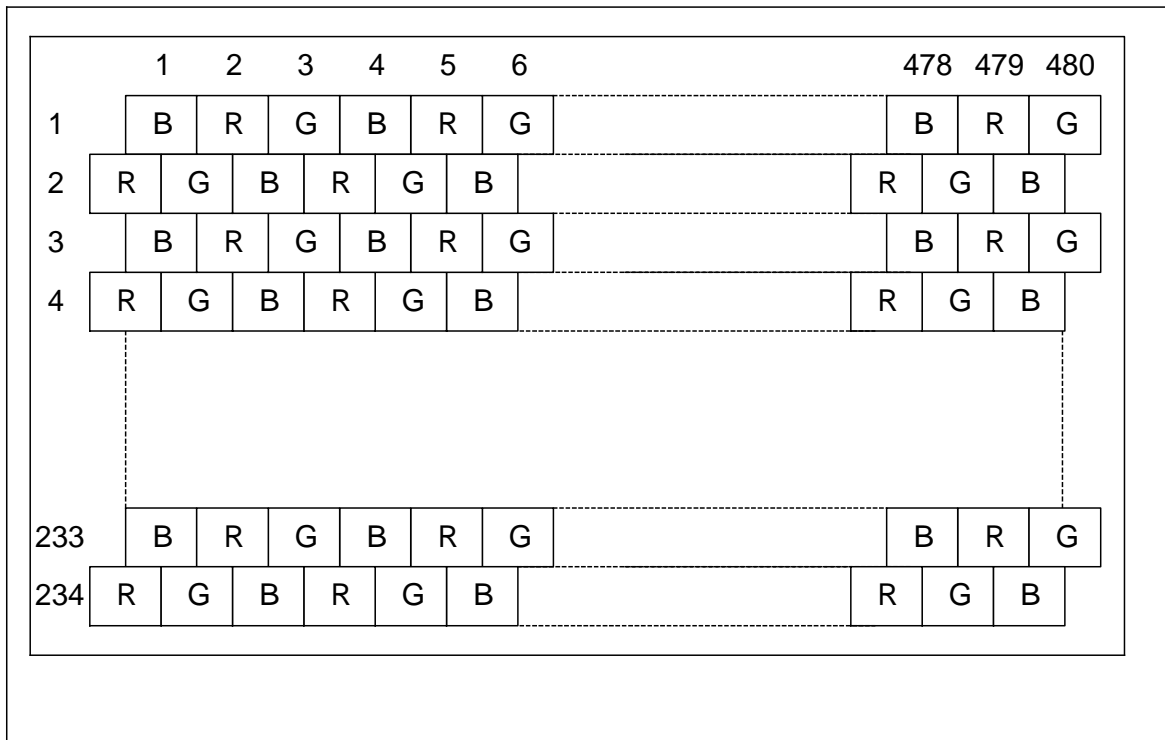 1 2 3 4 5 6 478 479 480
1 B R G B R G B R G
2 R G B R G B R G B
3 B R G B R G B R G
4 R G B R G B R G B
233 B R G B R G B R G
234 R G B R G B R G B